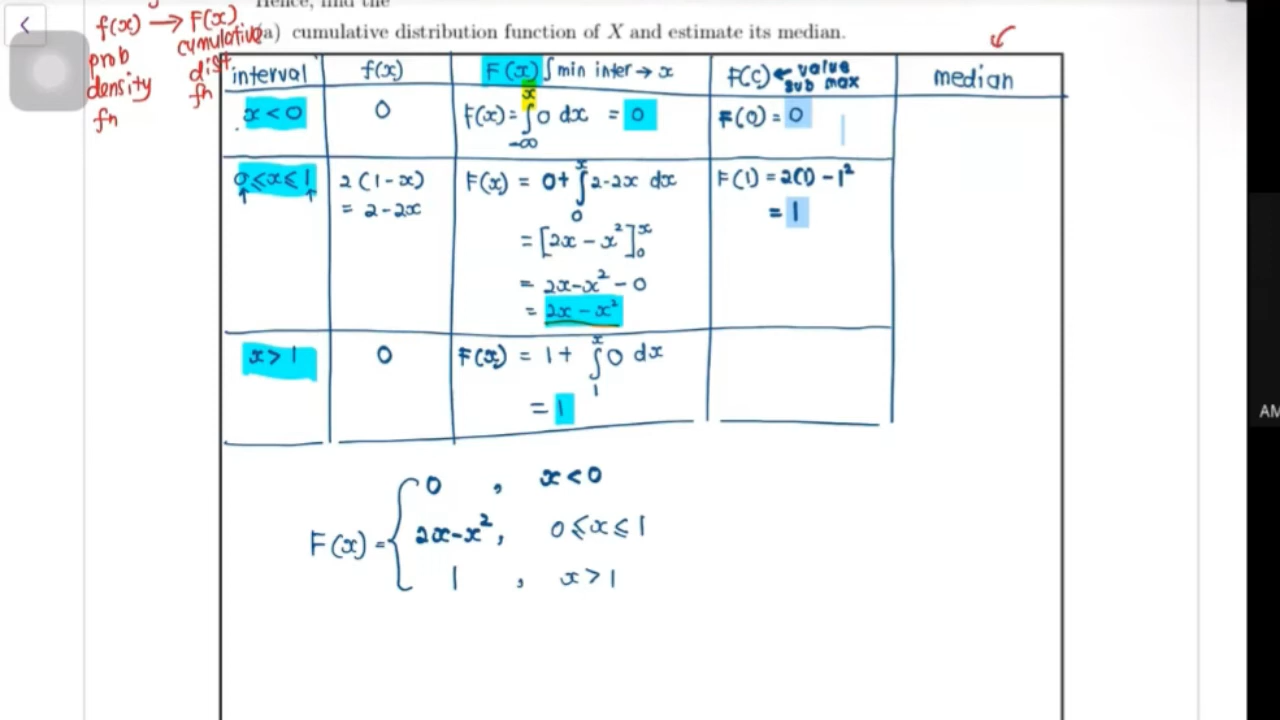 Hence, find the
(a) cumulative distribution function of X and estimate its median.
f(x) → F(x)
prob
density
fn
cumulative
dist.
fn
interval f(x) F(x) ∫ min inter → x F(c) ← value sub max median
x < 0 0 F(x) = ∫_{-∞}^{x} 0 dx = 0 F(0) = 0
0 ≤ x ≤ 1 2(1-x) F(x) = 0 + ∫_{0}^{x} 2-2x dx F(1) = 2(1) - 1²
= 2-2x = 1
= [2x - x²]_{0}^{x}
= 2x - x² - 0
= 2x - x²
x > 1 0 F(x) = 1 + ∫_{1}^{x} 0 dx
= 1
F(x) = { 0 , x < 0
2x - x² , 0 ≤ x ≤ 1
1 , x > 1
AM